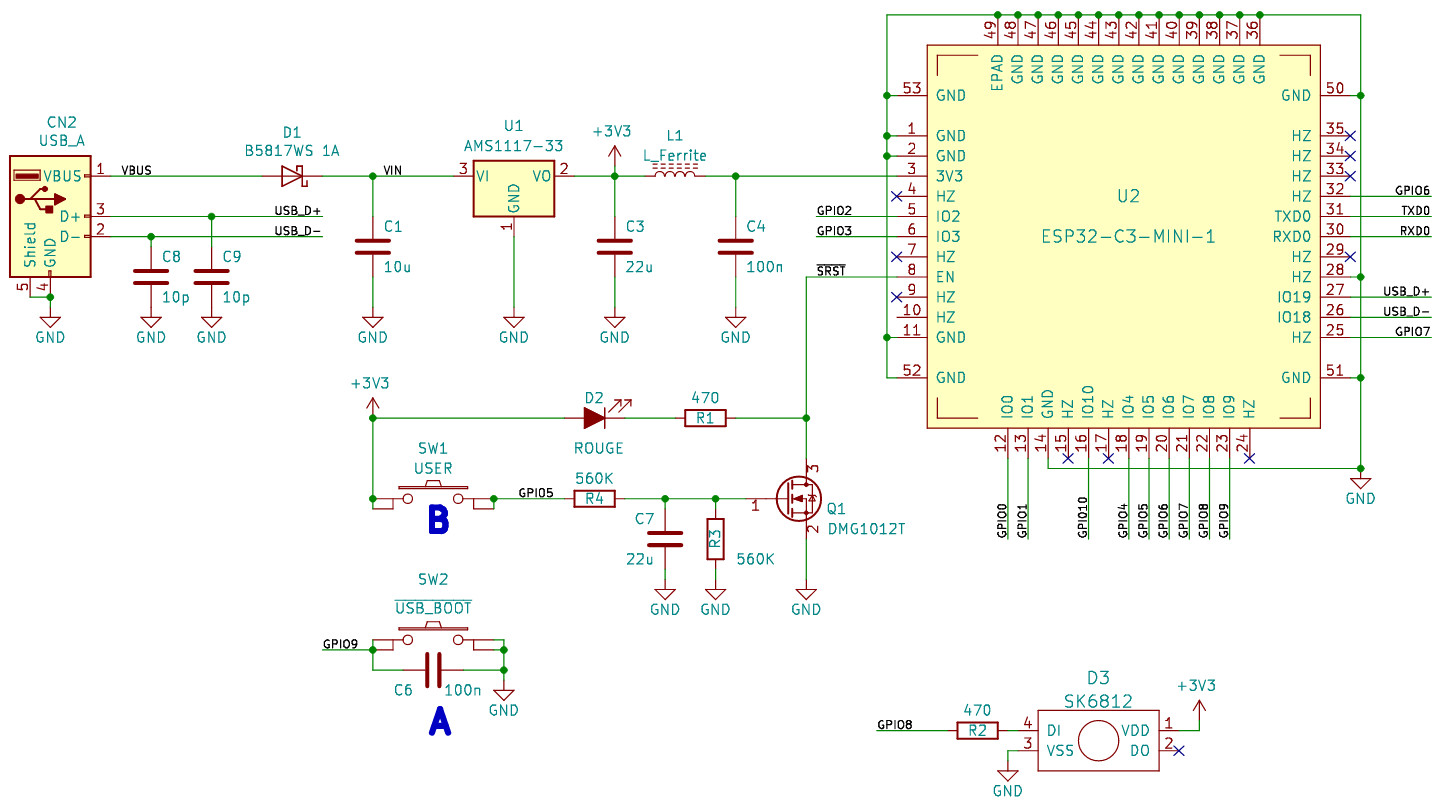 CN2
USB_A
VBUS
1
VBUS
D+
3
USB_D+
D-
2
USB_D-
Shield
GND
5
4
GND
C8
10p
GND
C9
10p
GND
D1
B5817WS 1A
VIN
C1
10u
GND
U1
AMS1117-33
3
VI
VO
2
GND
1
GND
+3V3
C3
22u
GND
L1
L_Ferrite
C4
100n
GND
GPIO2
GPIO3
SRST
+3V3
D2
ROUGE
470
R1
SW1
USER
B
GPIO5
560K
R4
C7
22u
GND
R3
560K
GND
1
3
2
Q1
DMG1012T
GND
SW2
USB_BOOT
GPIO9
C6
100n
GND
A
49
48
47
46
45
44
43
42
41
40
39
38
37
36
EPAD
GND
GND
GND
GND
GND
GND
GND
GND
GND
GND
GND
GND
GND
53
GND
1
GND
2
GND
3
3V3
4
HZ
5
IO2
6
IO3
7
HZ
8
EN
9
HZ
10
HZ
11
GND
52
GND
U2
ESP32-C3-MINI-1
GND
50
HZ
35
HZ
34
HZ
33
HZ
32
GPIO6
TXD0
31
TXD0
RXD0
30
RXD0
HZ
29
HZ
28
IO19
27
USB_D+
IO18
26
USB_D-
HZ
25
GPIO7
GND
51
IO0
IO1
GND
HZ
IO10
HZ
IO4
IO5
IO6
IO7
IO8
IO9
HZ
12
13
14
15
16
17
18
19
20
21
22
23
24
GPIO0
GPIO1
GPIO10
GPIO4
GPIO5
GPIO6
GPIO7
GPIO8
GPIO9
GND
D3
SK6812
GPIO8
470
R2
4
DI
3
VSS
VDD
1
DO
2
+3V3
GND